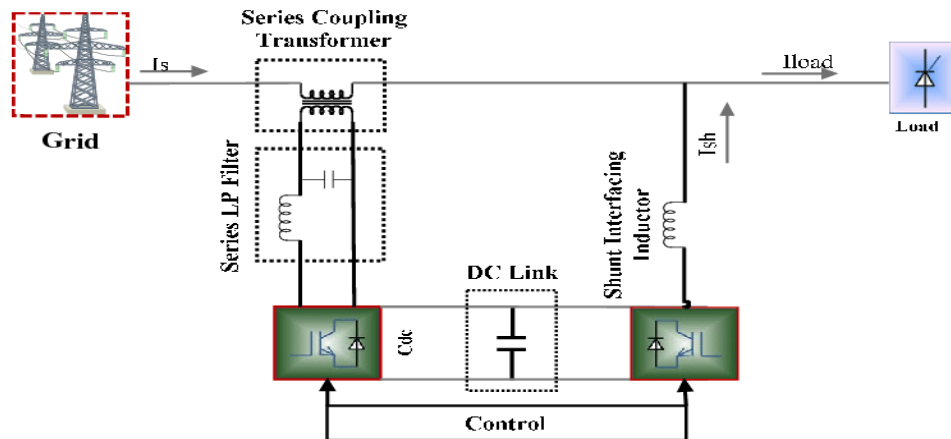 Series Coupling
Transformer
Is
Iload
Grid
Load
Series LP Filter
Ish
Shunt Interfacing
Inductor
DC Link
Cdc
Control